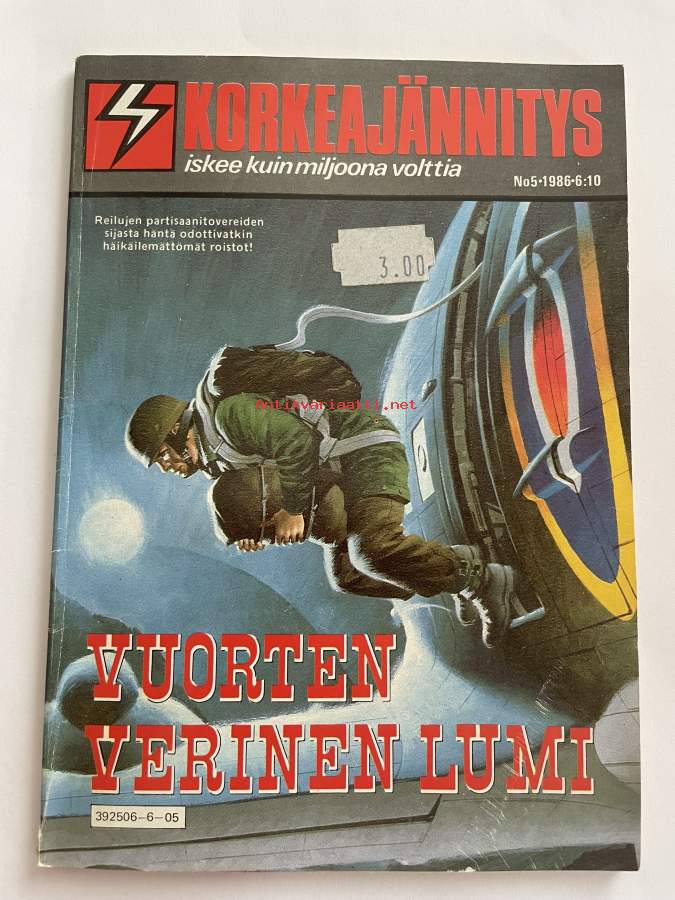 KORKEAJÄNNITYS
iskee kuin miljoona volttia
No5•1986•6:10
Reilujen partisaanitovereiden
sijasta häntä odottivatkin
häikäilemättömät roistot!
3.00
Antikvariaatti.net
VUORTEN
VERINEN LUMI
392506–6–05